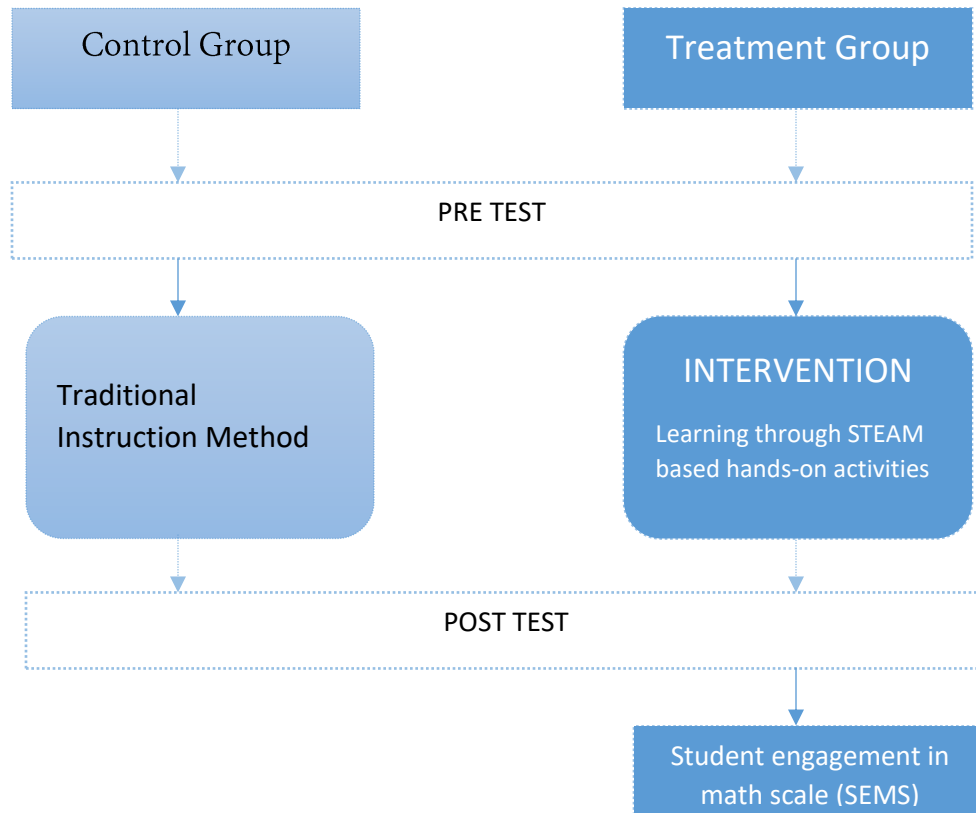 Control Group
Treatment Group
PRE TEST
Traditional
Instruction Method
INTERVENTION
Learning through STEAM
based hands-on activities
POST TEST
Student engagement in
math scale (SEMS)